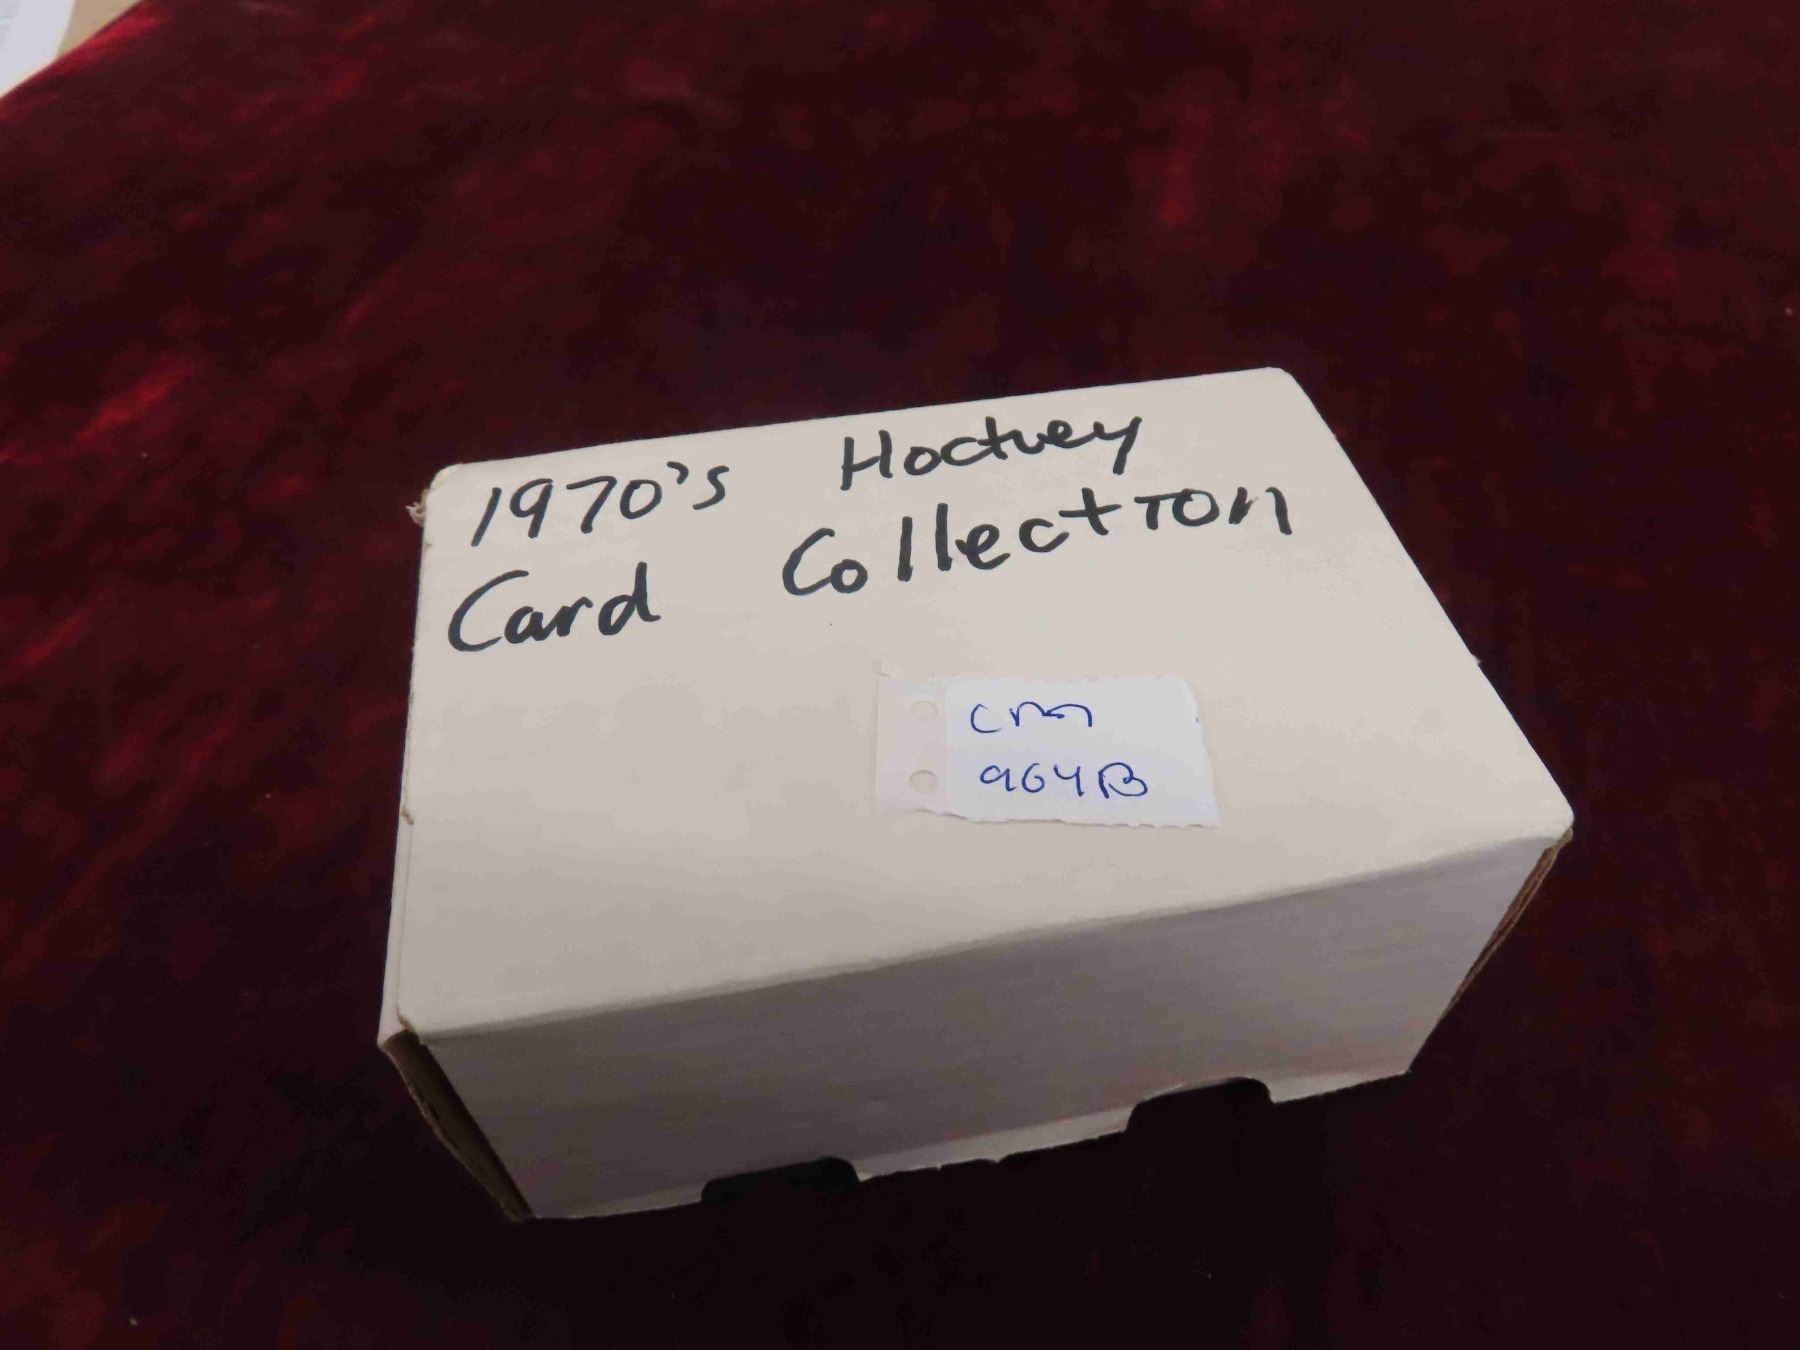 1970's Hockey
Card Collection
CM
964B